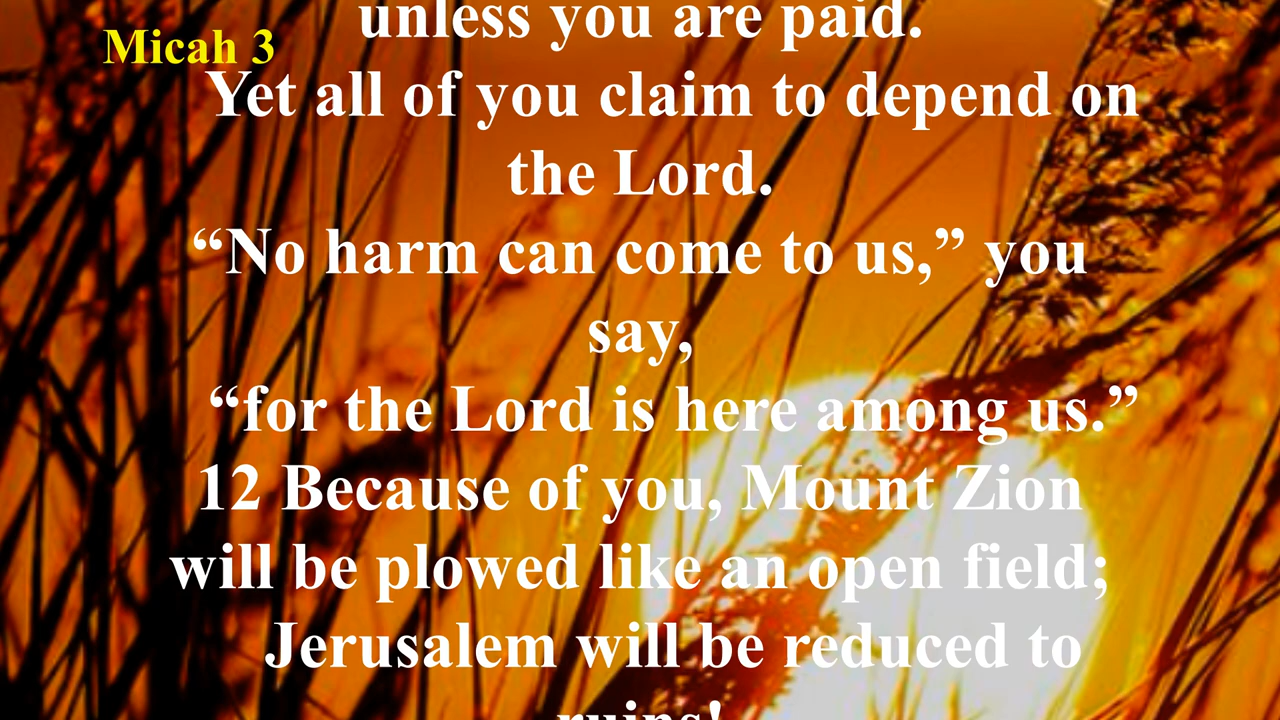 unless you are paid.
Micah 3
Yet all of you claim to depend on
the Lord.
“No harm can come to us,” you
say,
“for the Lord is here among us.”
12 Because of you, Mount Zion
will be plowed like an open field;
Jerusalem will be reduced to
ruins!